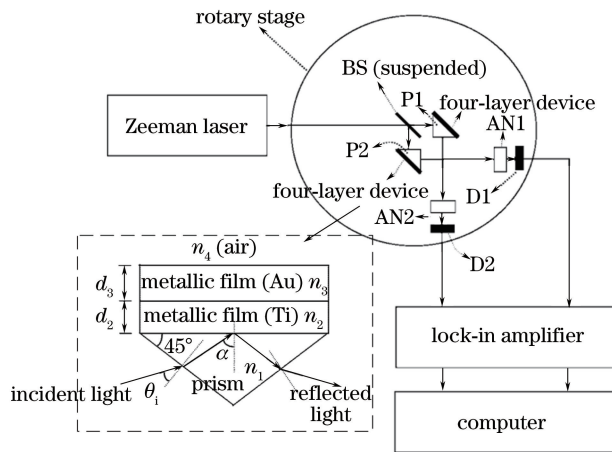 rotary stage
BS (suspended)
P1
four-layer device
AN1
Zeeman laser
P2
four-layer device
D1
AN2
D2
n₄ (air)
d₃
metallic film (Au) n₃
d₂
metallic film (Ti) n₂
45°
α
n₁
incident light
θᵢ
prism
reflected
light
lock-in amplifier
computer